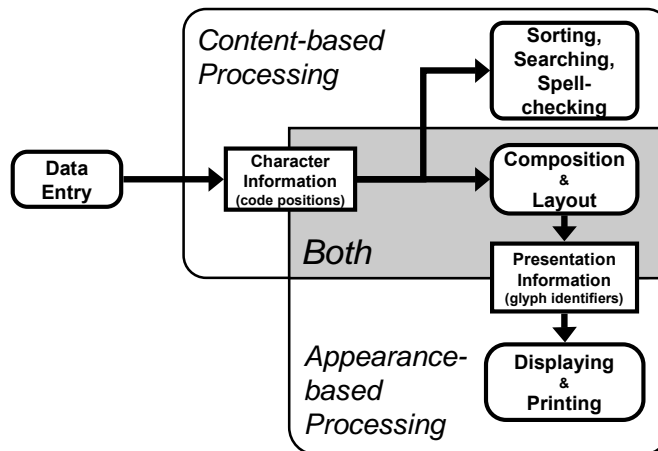 Content-based
Processing
Sorting,
Searching,
Spell-
checking
Data
Entry
Character
Information
(code positions)
Composition
&
Layout
Both
Presentation
Information
(glyph identifiers)
Appearance-
based
Processing
Displaying
&
Printing